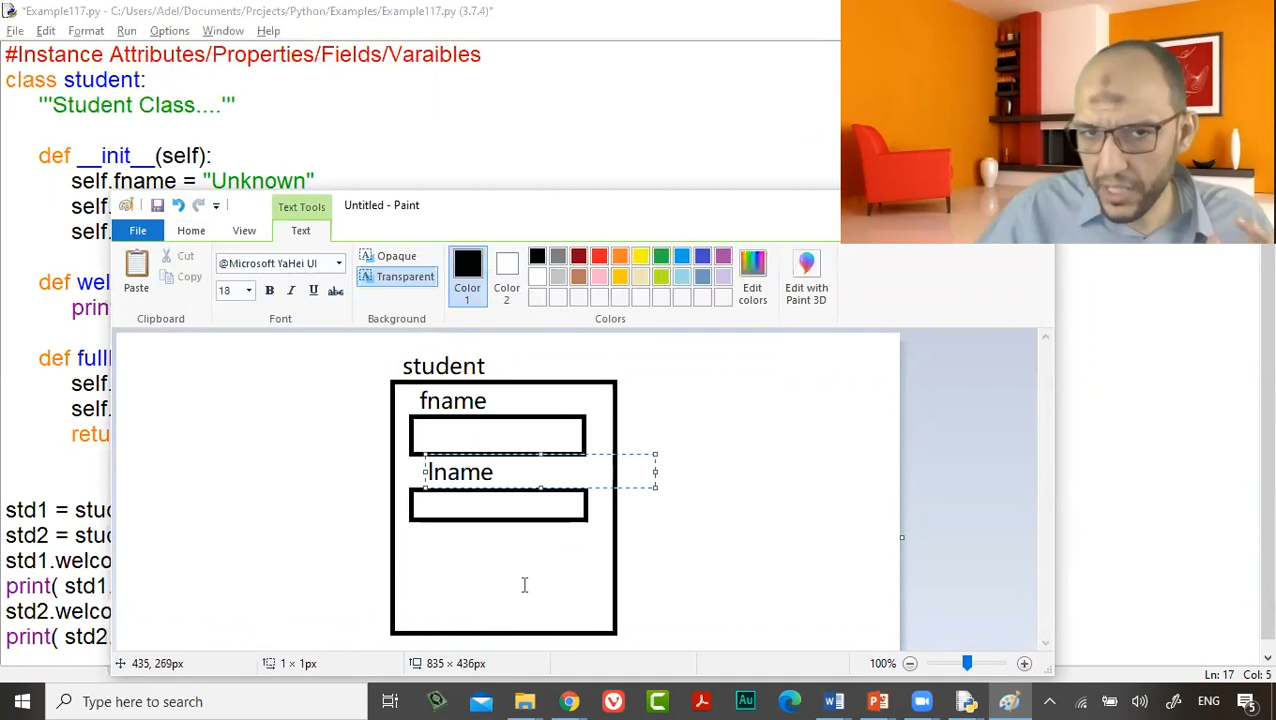 *Example117.py - C:/Users/Adel/Documents/Projects/Python/Examples/Example117.py (3.7.4)*
File Edit Format Run Options Window Help
#Instance Attributes/Properties/Fields/Varaibles
class student:
'''Student Class....'''
def __init__(self):
self.fname = "Unknown"
self.
self.
def wel
print
def full
self.
self.
retu
std1 = stud
std2 = stud
std1.welco
print( std1.
std2.welco
print( std2.
Untitled - Paint
Text Tools
File Home View Text
Paste
Cut
Copy
Clipboard
@Microsoft YaHei UI
18 B I U abc
Font
Opaque
Transparent
Background
Color 1
Color 2
Colors
Edit colors
Edit with Paint 3D
student
fname
lname
435, 269px
1 × 1px
835 × 436px
100%
Ln: 17 Col: 5
Type here to search
Au
ENG
5